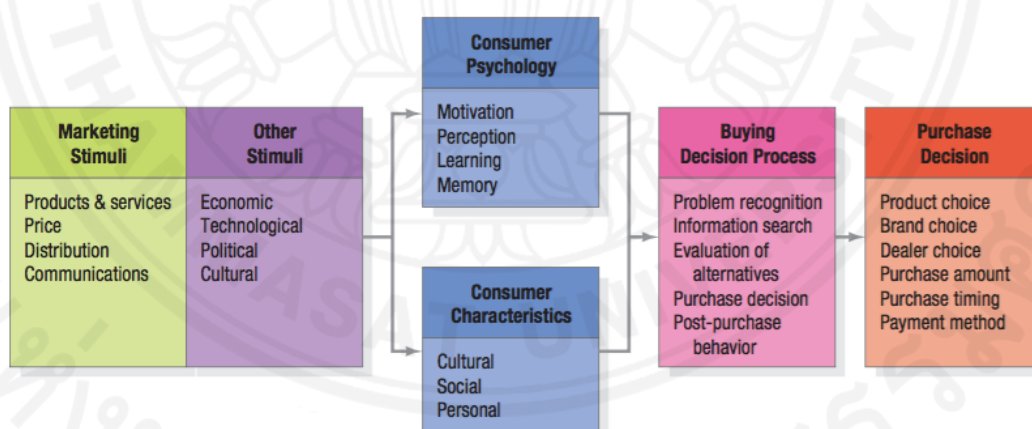 Consumer
Psychology
Motivation
Perception
Learning
Memory
Marketing
Stimuli
Products & services
Price
Distribution
Communications
Other
Stimuli
Economic
Technological
Political
Cultural
Consumer
Characteristics
Cultural
Social
Personal
Buying
Decision Process
Problem recognition
Information search
Evaluation of
alternatives
Purchase decision
Post-purchase
behavior
Purchase
Decision
Product choice
Brand choice
Dealer choice
Purchase amount
Purchase timing
Payment method
THAMMASAT UNIVERSITY